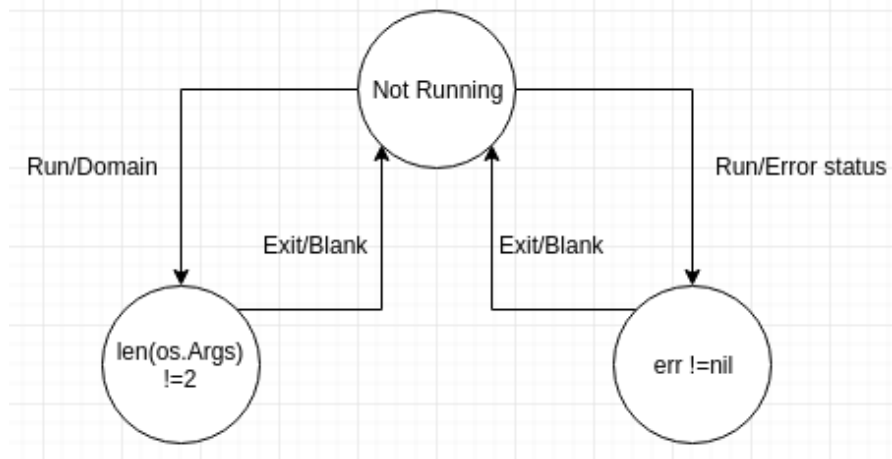 Not Running
Run/Domain
Run/Error status
Exit/Blank
Exit/Blank
len(os.Args)
!=2
err !=nil